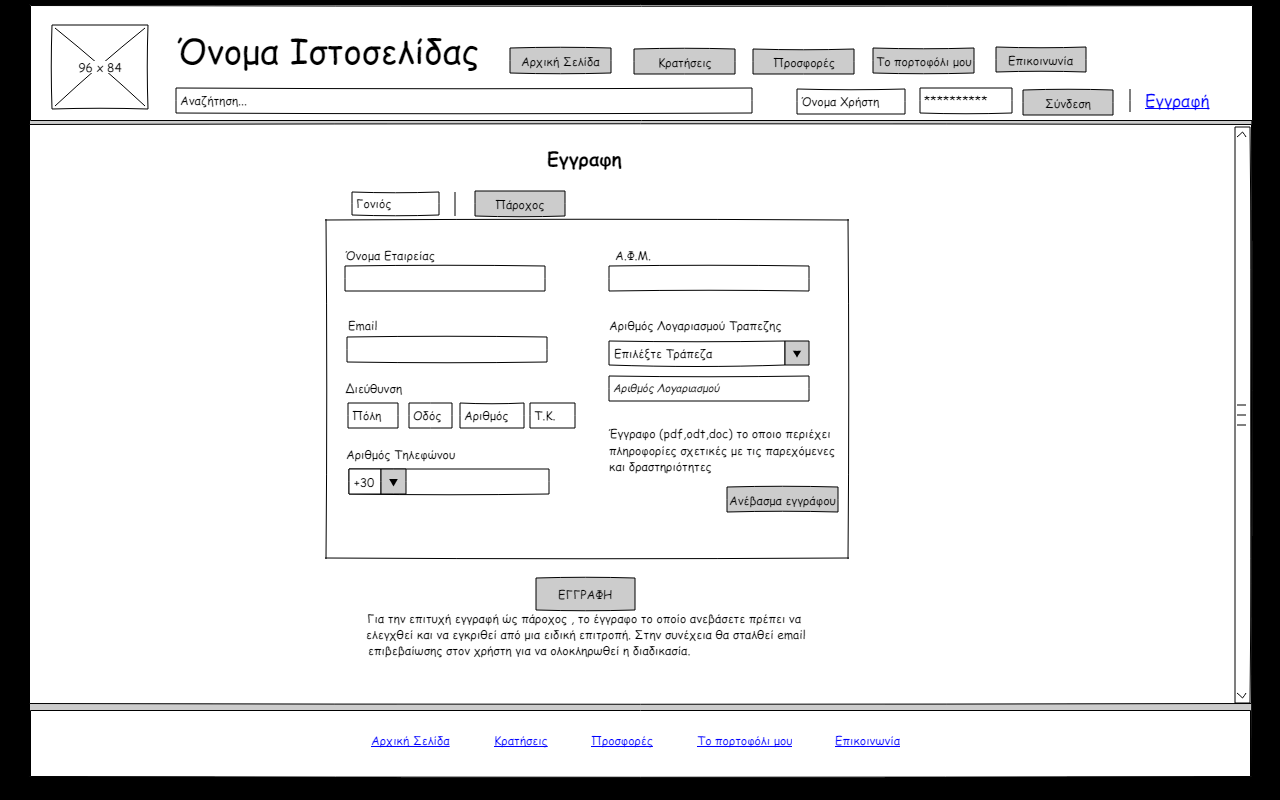 96 x 84
Όνομα Ιστοσελίδας
Αρχική Σελίδα
Κρατήσεις
Προσφορές
Το πορτοφόλι μου
Επικοινωνία
Αναζήτηση...
Όνομα Χρήστη
**********
Σύνδεση
Εγγραφή
Εγγραφη
Γονιός
Πάροχος
Όνομα Εταιρείας
Α.Φ.Μ.
Email
Αριθμός Λογαριασμού Τραπεζης
Επιλέξτε Τράπεζα
Αριθμός Λογαριασμού
Διεύθυνση
Πόλη
Οδός
Αριθμός
Τ.Κ.
Αριθμός Τηλεφώνου
+30
Έγγραφο (pdf,odt,doc) το οποιο περιέχει
πληροφορίες σχετικές με τις παρεχόμενες
και δραστηριότητες
Ανέβασμα εγγράφου
ΕΓΓΡΑΦΗ
Για την επιτυχή εγγραφή ώς πάροχος , το έγγραφο το οποίο ανεβάσετε πρέπει να
ελεγχθεί και να εγκριθεί από μια ειδική επιτροπή. Στην συνέχεια θα σταλθεί email
επιβεβαίωσης στον χρήστη για να ολοκληρωθεί η διαδικασία.
Αρχική Σελίδα
Κρατήσεις
Προσφορές
Το πορτοφόλι μου
Επικοινωνία